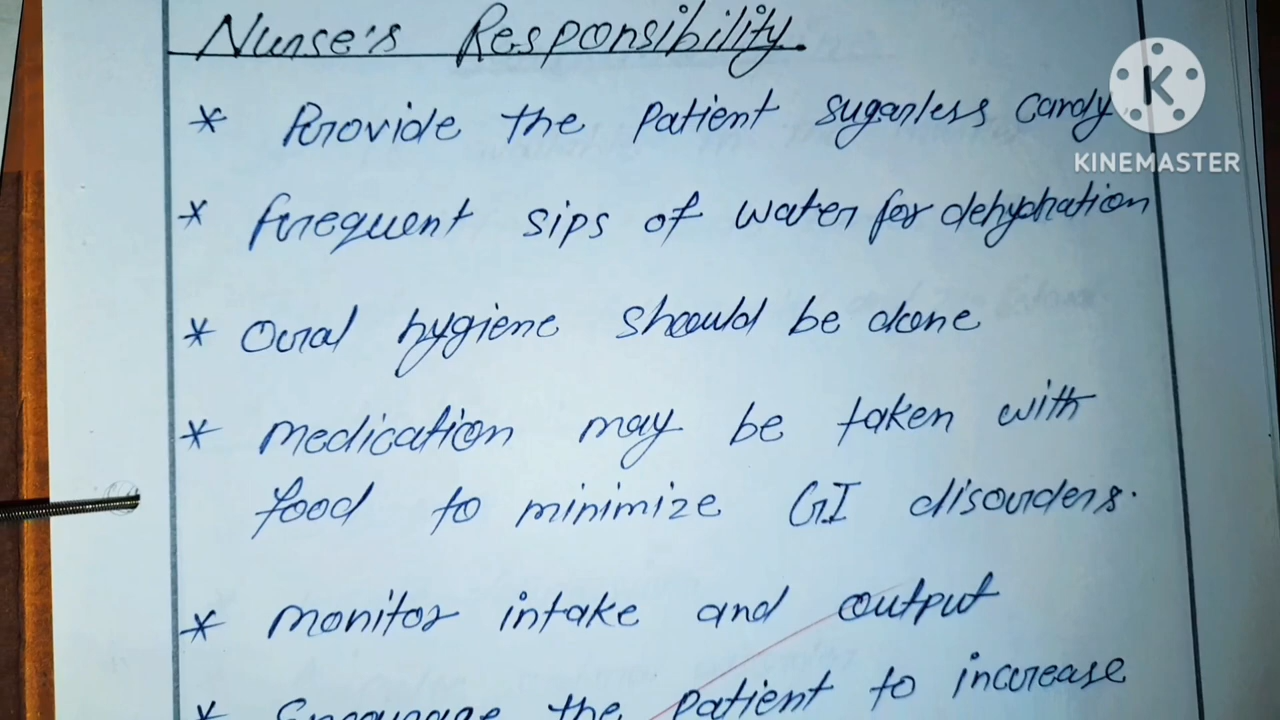 Nurse's Responsibility.
* Provide the Patient sugarless candy
KINEMASTER
* frequent sips of water for dehydration
* Oral hygiene should be done
* Medication may be taken with
food to minimize GI disorders.
* Monitor intake and output
* Encourage the patient to increase